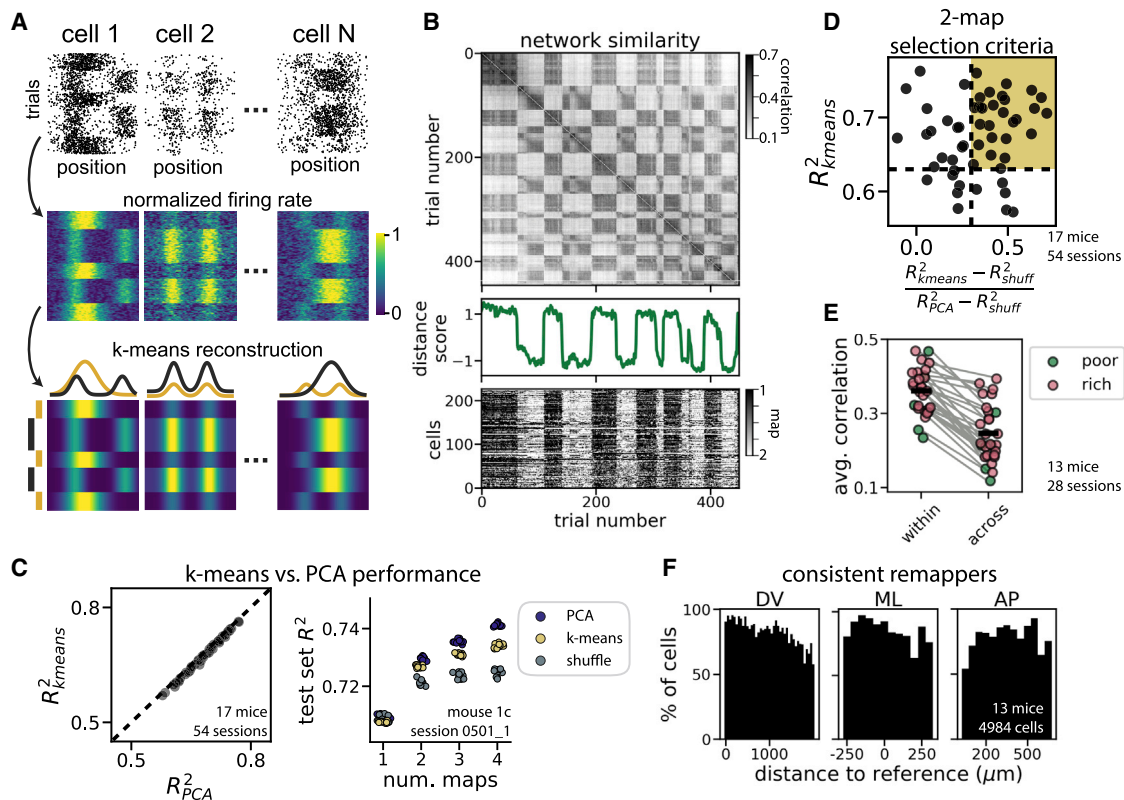 A
cell 1
cell 2
cell N
trials
...
position
position
position
normalized firing rate
...
1
0
k-means reconstruction
...
B
network similarity
0
200
400
trial number
0.7
0.4
-0.1
correlation
1
-1
distance
score
0
100
200
cells
1
2
map
0
200
400
trial number
C
k-means vs. PCA performance
0.8
0.5
R²kmeans
17 mice
54 sessions
0.5
0.8
R²PCA
0.74
0.72
test set R²
mouse 1c
session 0501_1
1
2
3
4
num. maps
PCA
k-means
shuffle
D
2-map
selection criteria
0.7
0.6
R²kmeans
0.0
0.5
17 mice
54 sessions
R²kmeans − R²shuff
R²PCA − R²shuff
E
0.5
0.3
0.1
avg. correlation
within
across
poor
rich
13 mice
28 sessions
F
consistent remappers
DV
ML
AP
100
50
0
% of cells
13 mice
4984 cells
0
1000
-250
0
250
200
500
distance to reference (μm)